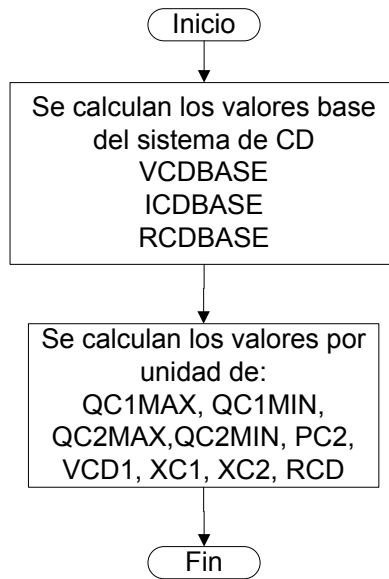 Inicio
Se calculan los valores base
del sistema de CD
VCDBASE
ICDBASE
RCDBASE
Se calculan los valores por
unidad de:
QC1MAX, QC1MIN,
QC2MAX,QC2MIN, PC2,
VCD1, XC1, XC2, RCD
Fin